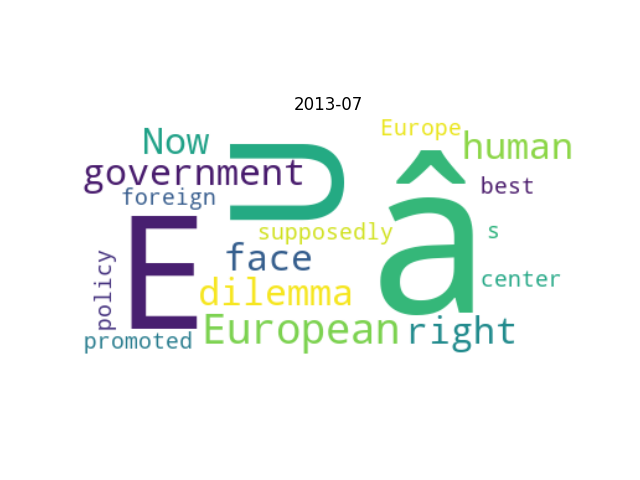 2013-07
Europe
Now
human
government
U
best
foreign
â
E
supposedly
s
face
policy
center
dilemma
European
right
promoted